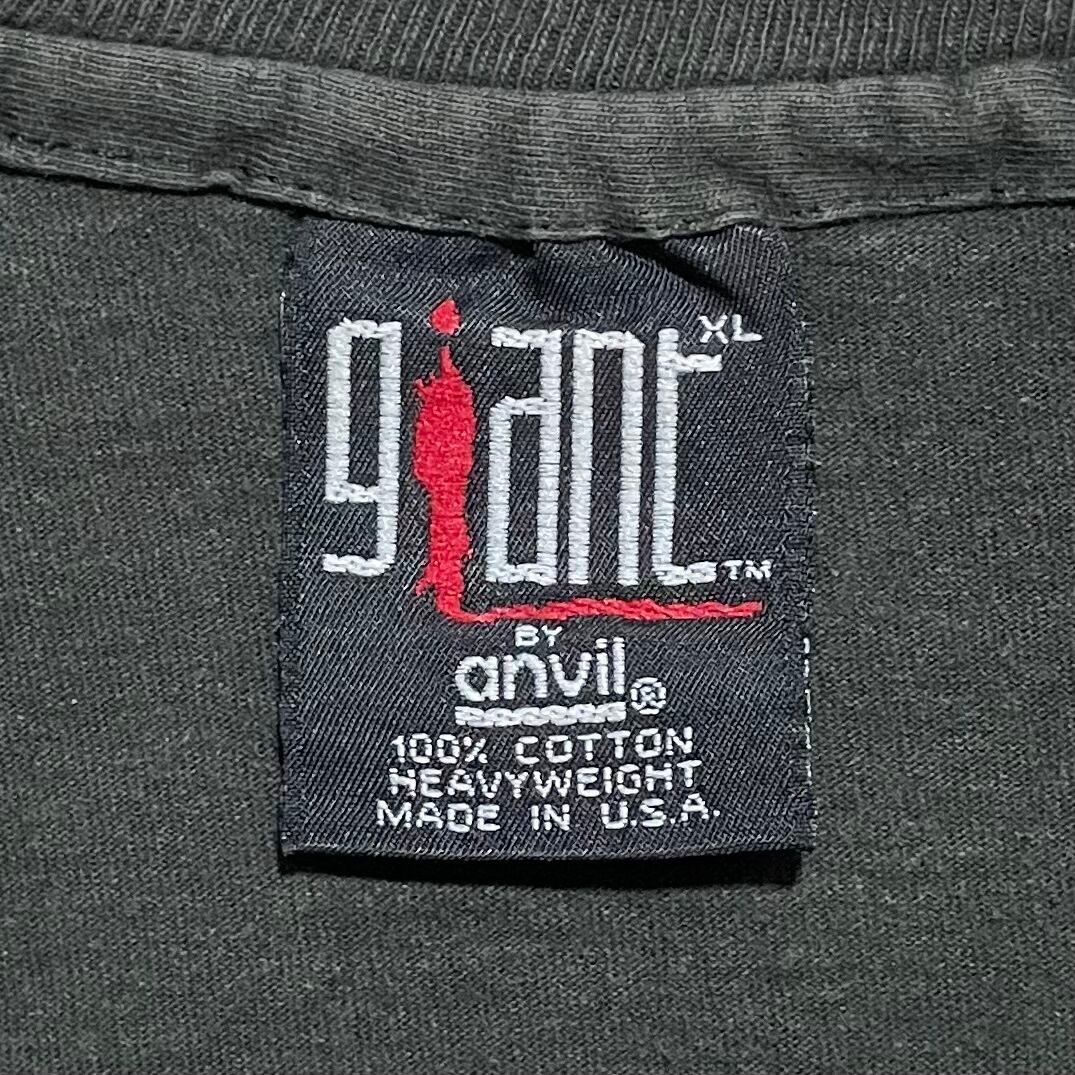 giant XL
TM
BY
anvil®
100% COTTON
HEAVYWEIGHT
MADE IN U.S.A.